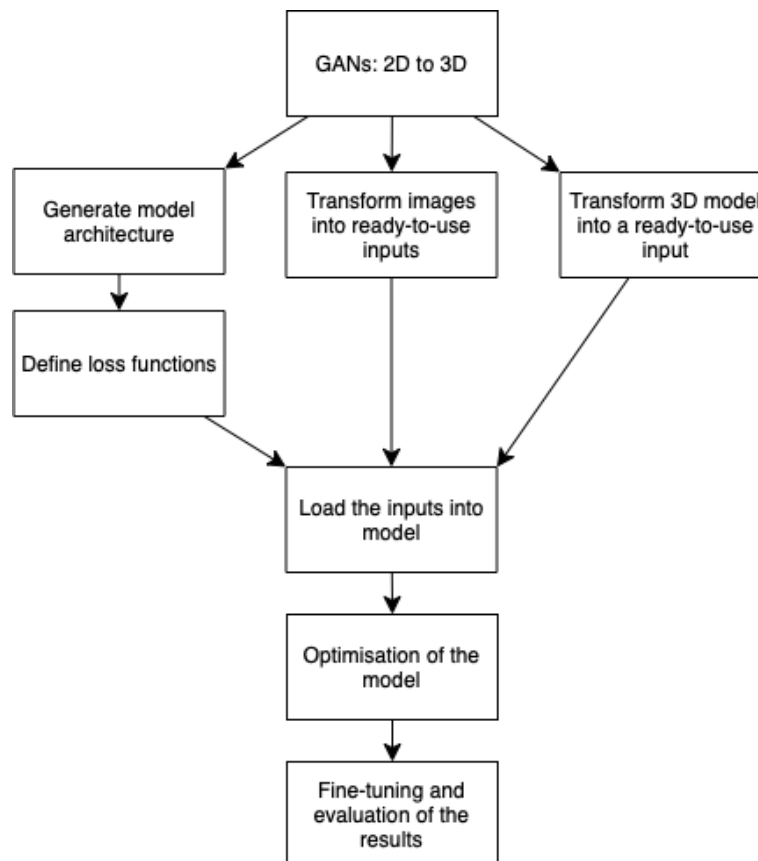 GANs: 2D to 3D
Generate model
architecture
Transform images
into ready-to-use
inputs
Transform 3D model
into a ready-to-use
input
Define loss functions
Load the inputs into
model
Optimisation of the
model
Fine-tuning and
evaluation of the
results